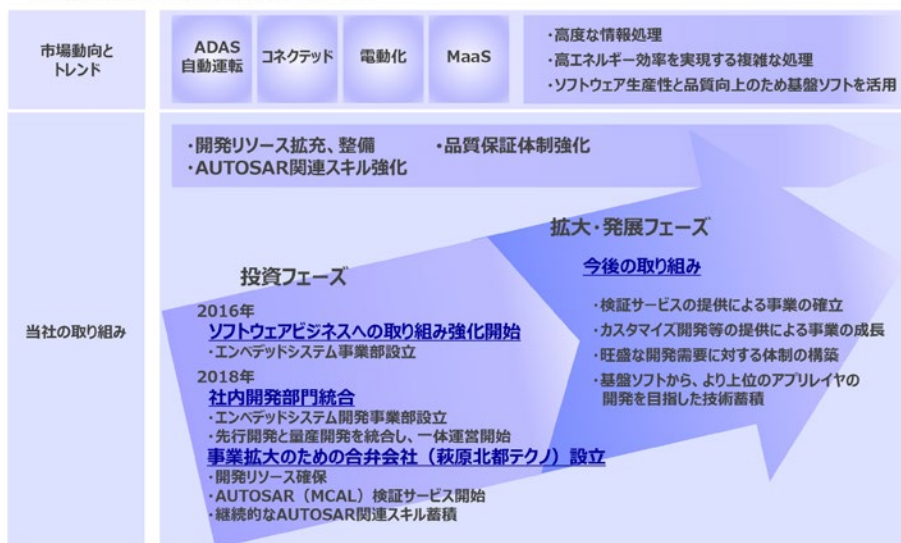 市場動向と
トレンド
ADAS
自動運転
コネクテッド
電動化
MaaS
・高度な情報処理
・高エネルギー効率を実現する複雑な処理
・ソフトウェア生産性と品質向上のため基盤ソフトを活用
当社の取り組み
・開発リソース拡充、整備 ・品質保証体制強化
・AUTOSAR関連スキル強化
投資フェーズ
2016年
ソフトウェアビジネスへの取り組み強化開始
・エンベデッドシステム事業部設立
2018年
社内開発部門統合
・エンベデッドシステム開発事業部設立
・先行開発と量産開発を統合し、一体運営開始
事業拡大のための合弁会社（萩原北都テクノ）設立
・開発リソース確保
・AUTOSAR（MCAL）検証サービス開始
・継続的なAUTOSAR関連スキル蓄積
拡大・発展フェーズ
今後の取り組み
・検証サービスの提供による事業の確立
・カスタマイズ開発等の提供による事業の成長
・旺盛な開発需要に対する体制の構築
・基盤ソフトから、より上位のアプリレイヤの
開発を目指した技術蓄積